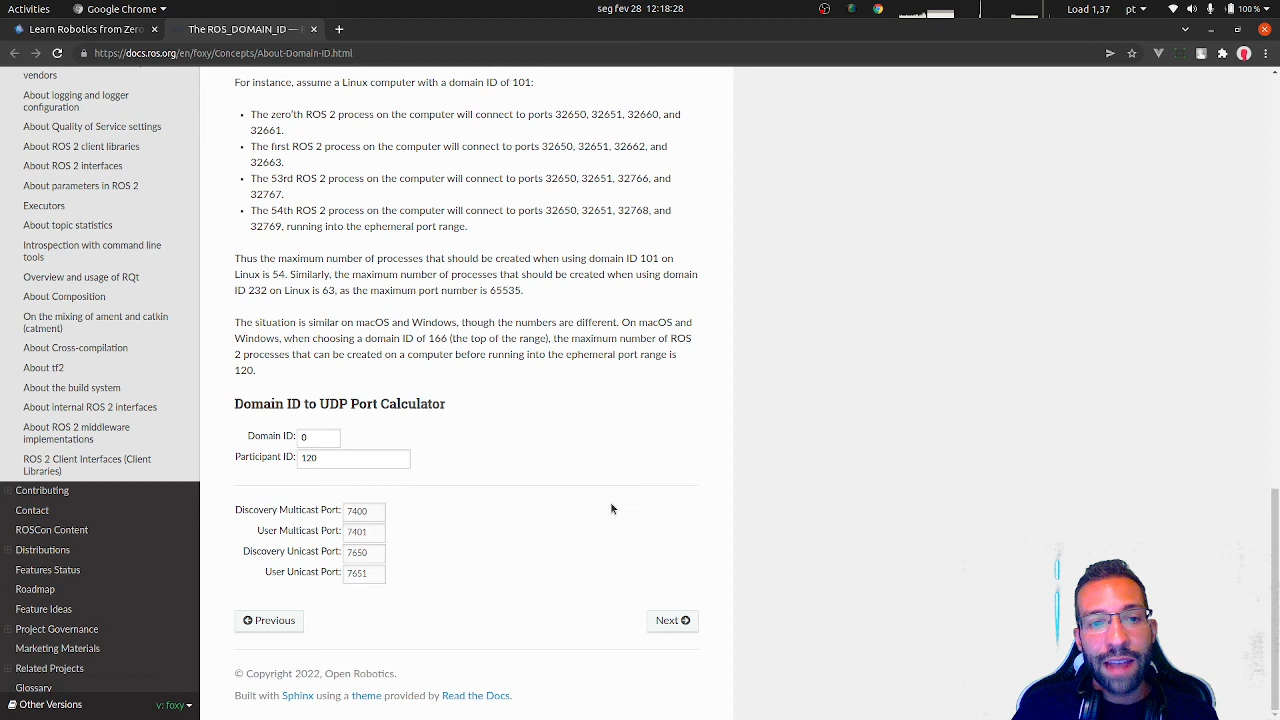 Activities
Google Chrome
seg fev 28 12:18:28
Load 1,37
pt
100 %
Learn Robotics from Zero
The ROS_DOMAIN_ID —
https://docs.ros.org/en/foxy/Concepts/About-Domain-ID.html
vendors
About logging and logger
configuration
About Quality of Service settings
About ROS 2 client libraries
About ROS 2 interfaces
About parameters in ROS 2
Executors
About topic statistics
Introspection with command line
tools
Overview and usage of RQt
About Composition
On the mixing of ament and catkin
(catment)
About Cross-compilation
About tf2
About the build system
About internal ROS 2 interfaces
About ROS 2 middleware
implementations
ROS 2 Client Interfaces (Client
Libraries)
Contributing
Contact
ROSCon Content
Distributions
Features Status
Roadmap
Feature Ideas
Project Governance
Marketing Materials
Related Projects
Glossary
Other Versions
v: foxy
For instance, assume a Linux computer with a domain ID of 101:
• The zero'th ROS 2 process on the computer will connect to ports 32650, 32651, 32660, and
32661.
• The first ROS 2 process on the computer will connect to ports 32650, 32651, 32662, and
32663.
• The 53rd ROS 2 process on the computer will connect to ports 32650, 32651, 32766, and
32767.
• The 54th ROS 2 process on the computer will connect to ports 32650, 32651, 32768, and
32769, running into the ephemeral port range.
Thus the maximum number of processes that should be created when using domain ID 101 on
Linux is 54. Similarly, the maximum number of processes that should be created when using domain
ID 232 on Linux is 63, as the maximum port number is 65535.
The situation is similar on macOS and Windows, though the numbers are different. On macOS and
Windows, when choosing a domain ID of 166 (the top of the range), the maximum number of ROS
2 processes that can be created on a computer before running into the ephemeral port range is
120.
Domain ID to UDP Port Calculator
Domain ID: 0
Participant ID: 120
Discovery Multicast Port: 7400
User Multicast Port: 7401
Discovery Unicast Port: 7650
User Unicast Port: 7651
Previous
Next
© Copyright 2022, Open Robotics.
Built with Sphinx using a theme provided by Read the Docs.